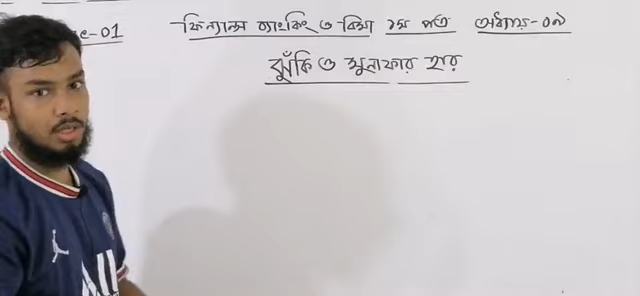 e-01 ফিন্যান্স ব্যাংকিং ও বিমা ১ম পত্র অধ্যায়-০৯
ঝুঁকি ও মুনাফার হার